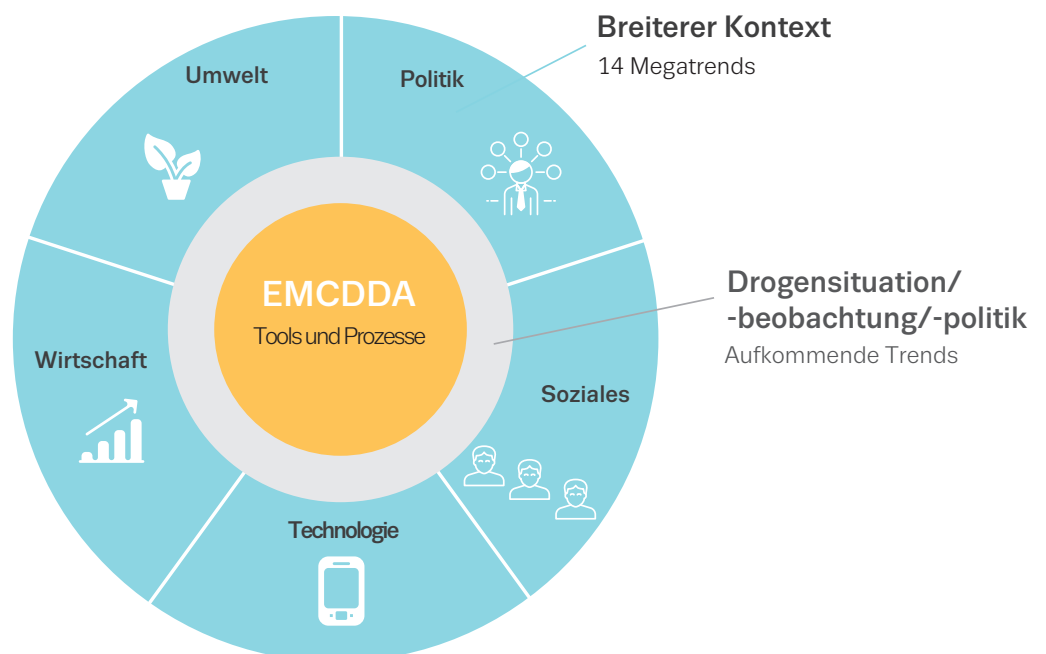 Breiterer Kontext
14 Megatrends
Umwelt
Politik
EMCDDA
Tools und Prozesse
Drogensituation/
-beobachtung/-politik
Aufkommende Trends
Wirtschaft
Soziales
Technologie